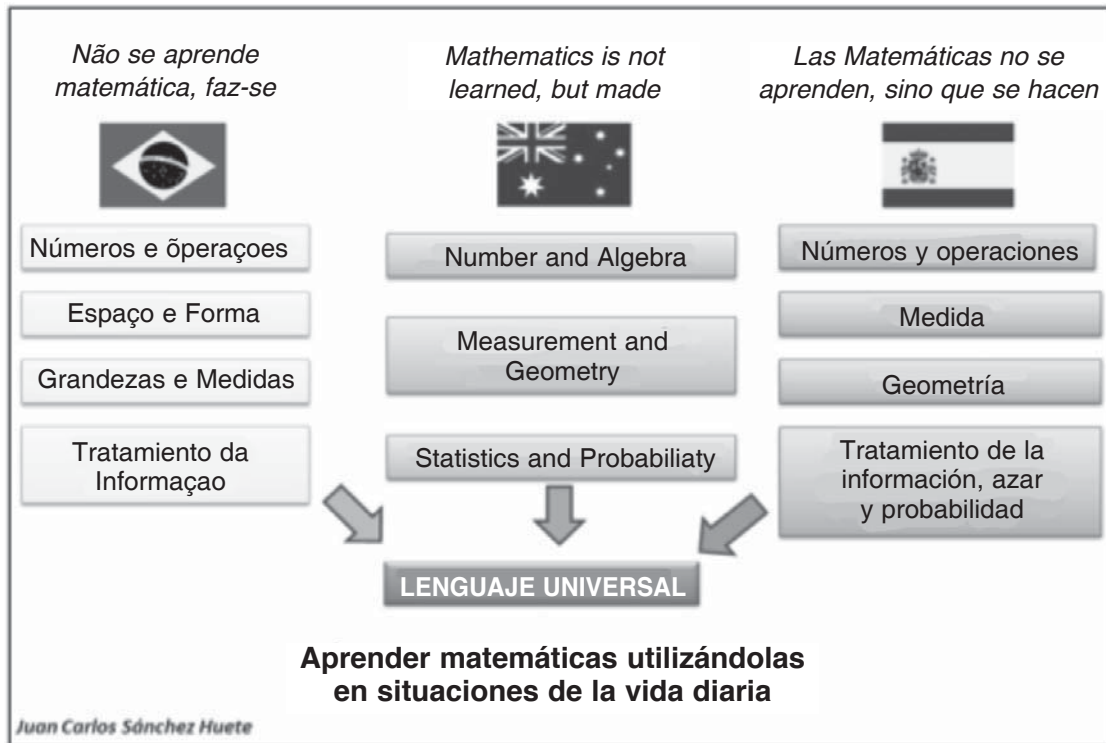 Não se aprende
matemática, faz-se
Números e õperaçoes
Espaço e Forma
Grandezas e Medidas
Tratamiento da
Informaçao
Mathematics is not
learned, but made
Number and Algebra
Measurement and
Geometry
Statistics and Probabiliaty
Las Matemáticas no se
aprenden, sino que se hacen
Números y operaciones
Medida
Geometría
Tratamiento de la
información, azar
y probabilidad
LENGUAJE UNIVERSAL
Aprender matemáticas utilizándolas
en situaciones de la vida diaria
Juan Carlos Sánchez Huete